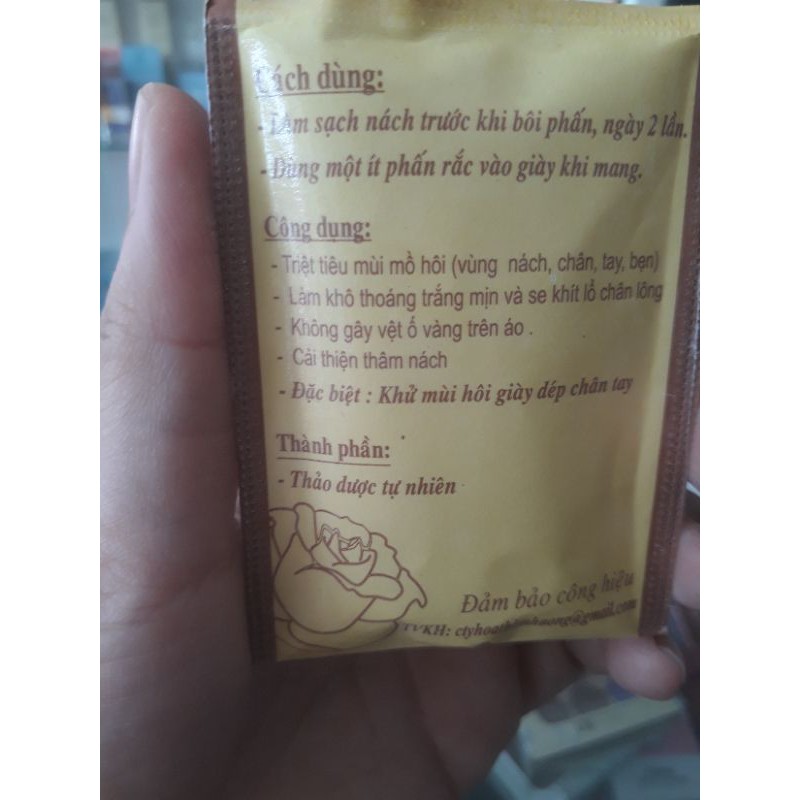 Cách dùng:
- Làm sạch nách trước khi bôi phấn, ngày 2 lần.
- Dùng một ít phấn rắc vào giày khi mang.
Công dụng:
- Triệt tiêu mùi mồ hôi (vùng nách, chân, tay, bẹn)
- Làm khô thoáng trắng mịn và se khít lổ chân lông
- Không gây vệt ố vàng trên áo .
- Cải thiện thâm nách
- Đặc biệt : Khử mùi hôi giày dép chân tay
Thành phần:
- Thảo dược tự nhiên
Đảm bảo công hiệu
TVKH: